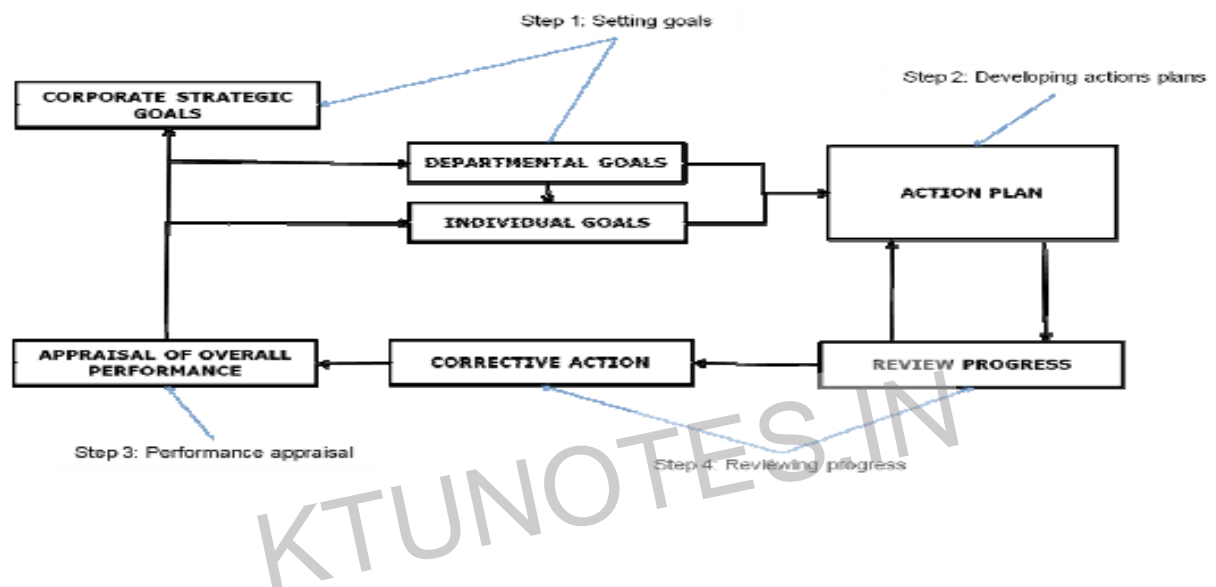 Step 1: Setting goals
Step 2: Developing actions plans
CORPORATE STRATEGIC
GOALS
DEPARTMENTAL GOALS
ACTION PLAN
INDIVIDUAL GOALS
APPRAISAL OF OVERALL
PERFORMANCE
CORRECTIVE ACTION
REVIEW PROGRESS
Step 3: Performance appraisal
Step 4: Reviewing progress
KTUNOTES.IN